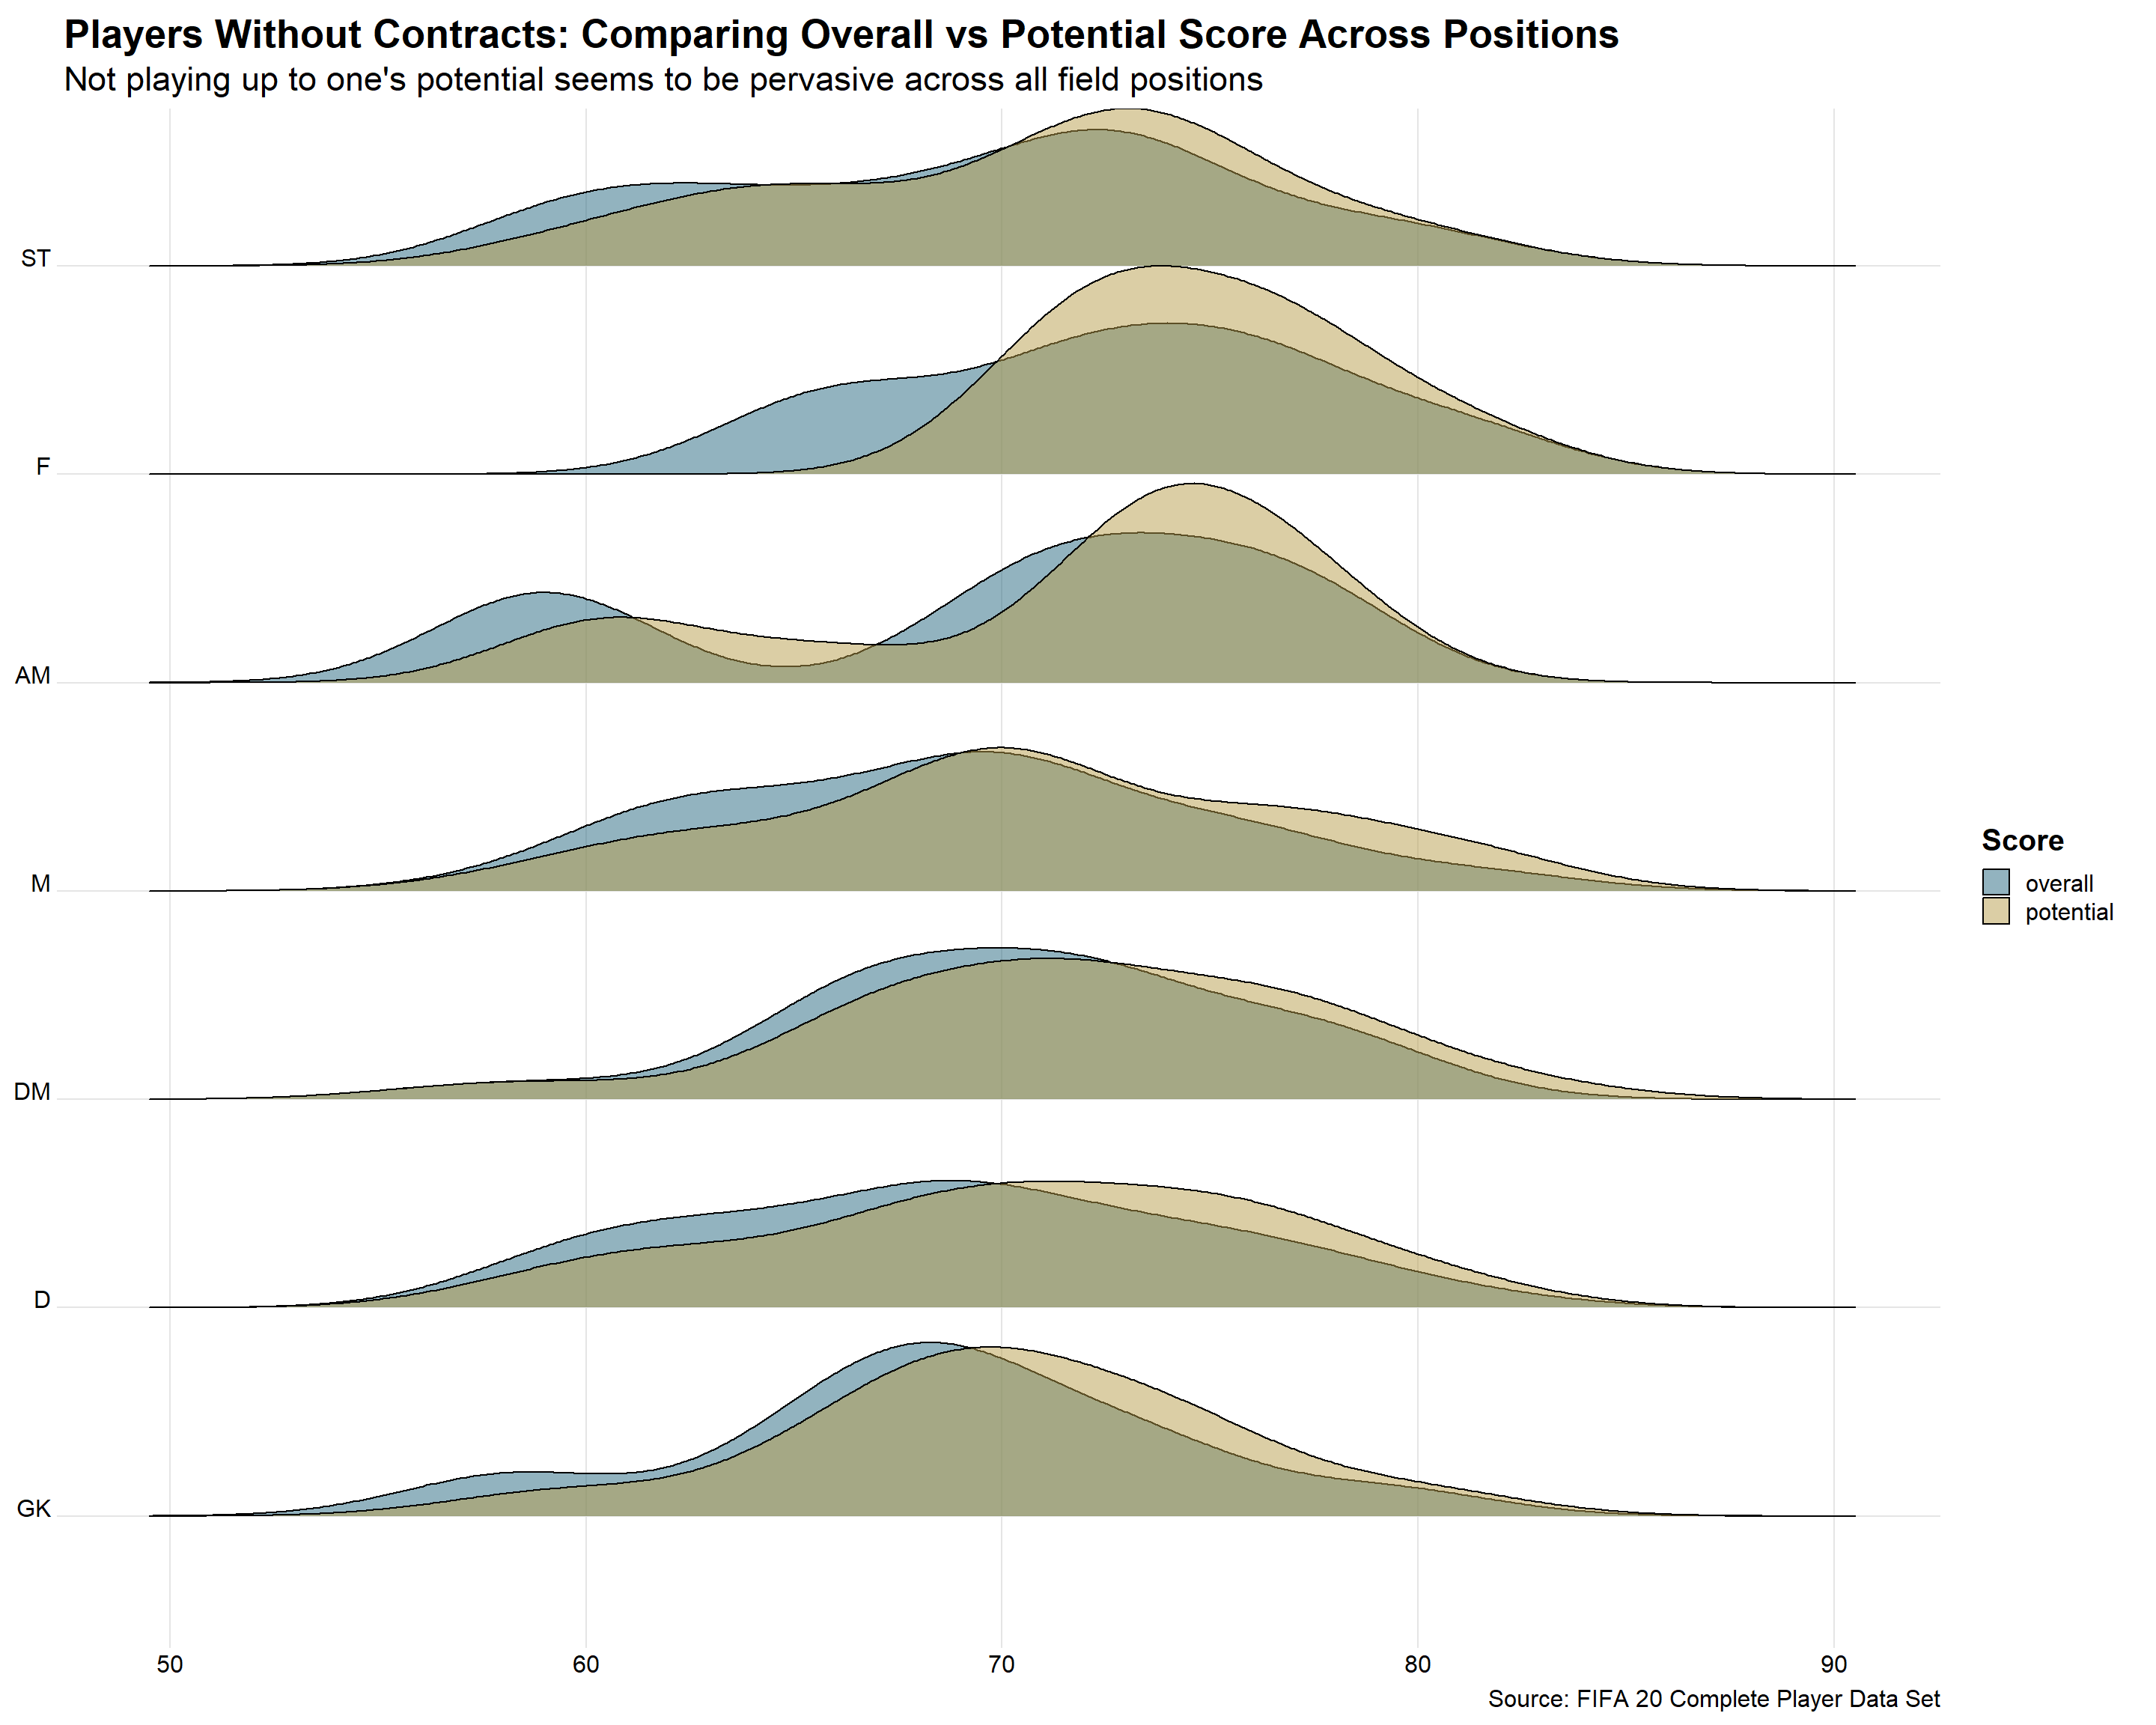 Players Without Contracts: Comparing Overall vs Potential Score Across Positions
Not playing up to one's potential seems to be pervasive across all field positions
ST
F
AM
M
DM
D
GK
50 60 70 80 90
Score
overall
potential
Source: FIFA 20 Complete Player Data Set